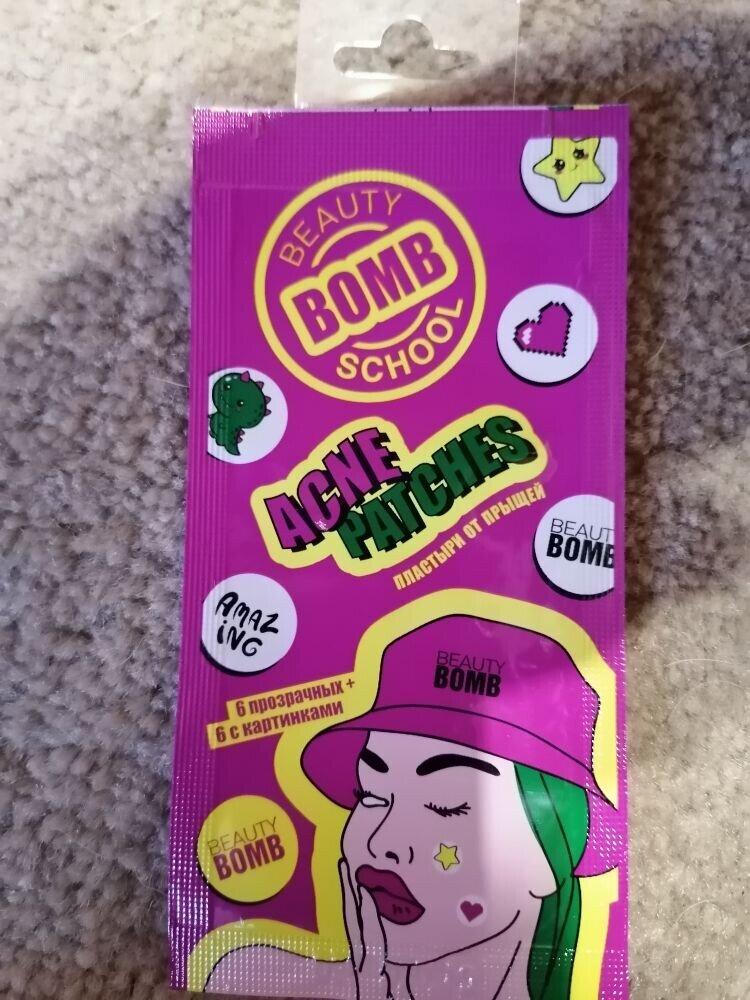 BEAUTY
BOMB
SCHOOL
ACNE
PATCHES
ПЛАСТЫРИ ОТ ПРЫЩЕЙ
BEAUT
BOMB
AMAZ
iNG
6 прозрачных +
6 с картинками
BEAUTY
BOMB
BEAUTY
BOMB